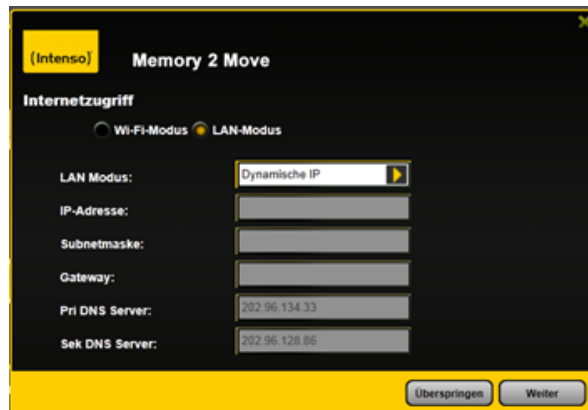 (Intenso)
Memory 2 Move
Internetzugriff
Wi-Fi-Modus LAN-Modus
LAN Modus: Dynamische IP
IP-Adresse:
Subnetmaske:
Gateway:
Pri DNS Server: 202.96.134.33
Sek DNS Server: 202.96.128.86
Überspringen Weiter